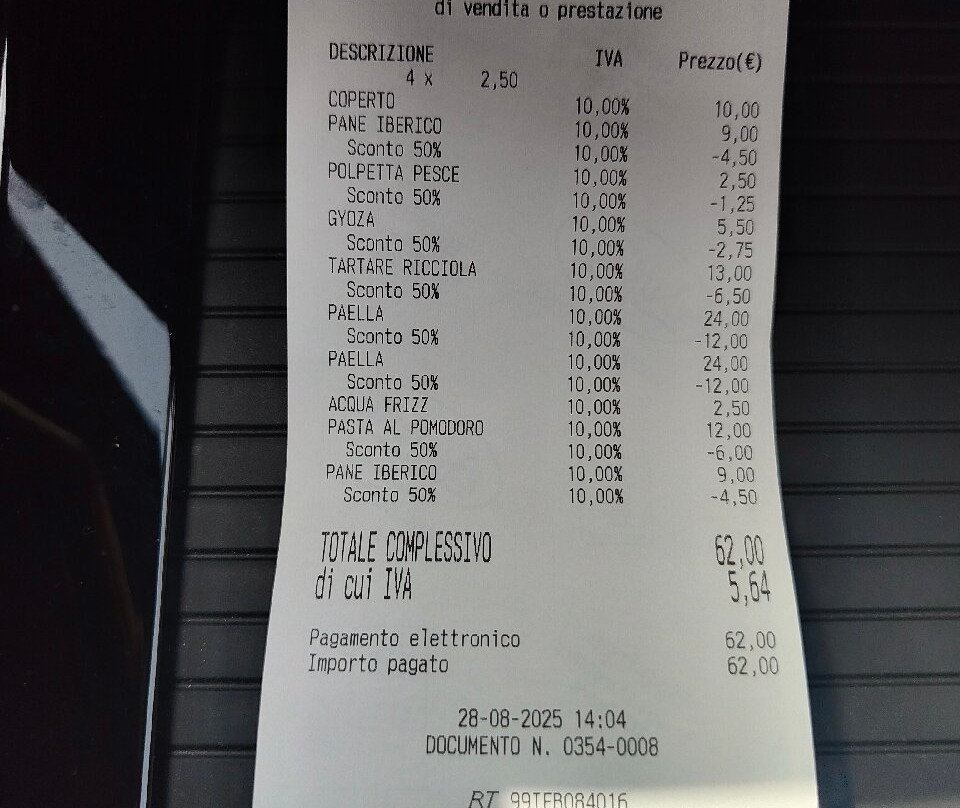 di vendita o prestazione
DESCRIZIONE IVA Prezzo(€)
4 x 2,50
COPERTO 10,00% 10,00
PANE IBERICO 10,00% 9,00
Sconto 50% 10,00% -4,50
POLPETTA PESCE 10,00% 2,50
Sconto 50% 10,00% -1,25
GYOZA 10,00% 5,50
Sconto 50% 10,00% -2,75
TARTARE RICCIOLA 10,00% 13,00
Sconto 50% 10,00% -6,50
PAELLA 10,00% 24,00
Sconto 50% 10,00% -12,00
PAELLA 10,00% 24,00
Sconto 50% 10,00% -12,00
ACQUA FRIZZ 10,00% 2,50
PASTA AL POMODORO 10,00% 12,00
Sconto 50% 10,00% -6,00
PANE IBERICO 10,00% 9,00
Sconto 50% 10,00% -4,50
TOTALE COMPLESSIVO 62,00
di cui IVA 5,64
Pagamento elettronico 62,00
Importo pagato 62,00
28-08-2025 14:04
DOCUMENTO N. 0354-0008
RT